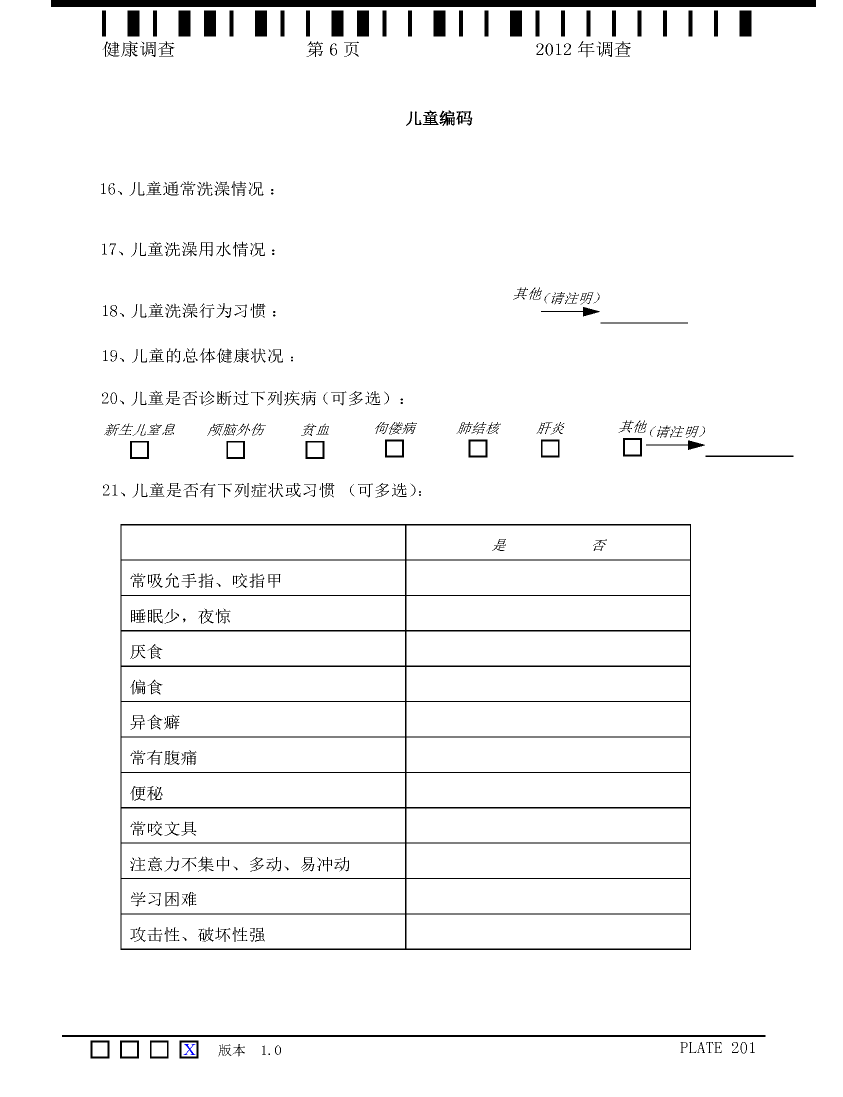 健康调查 第 6 页 2012 年调查
儿童编码
16、儿童通常洗澡情况：
17、儿童洗澡用水情况：
18、儿童洗澡行为习惯： 其他(请注明)
19、儿童的总体健康状况：
20、儿童是否诊断过下列疾病(可多选)：
新生儿窒息 颅脑外伤 贫血 佝偻病 肺结核 肝炎 其他(请注明)
21、儿童是否有下列症状或习惯 （可多选)：
是 否
常吸允手指、咬指甲
睡眠少，夜惊
厌食
偏食
异食癖
常有腹痛
便秘
常咬文具
注意力不集中、多动、易冲动
学习困难
攻击性、破坏性强
X 版本 1.0 PLATE 201